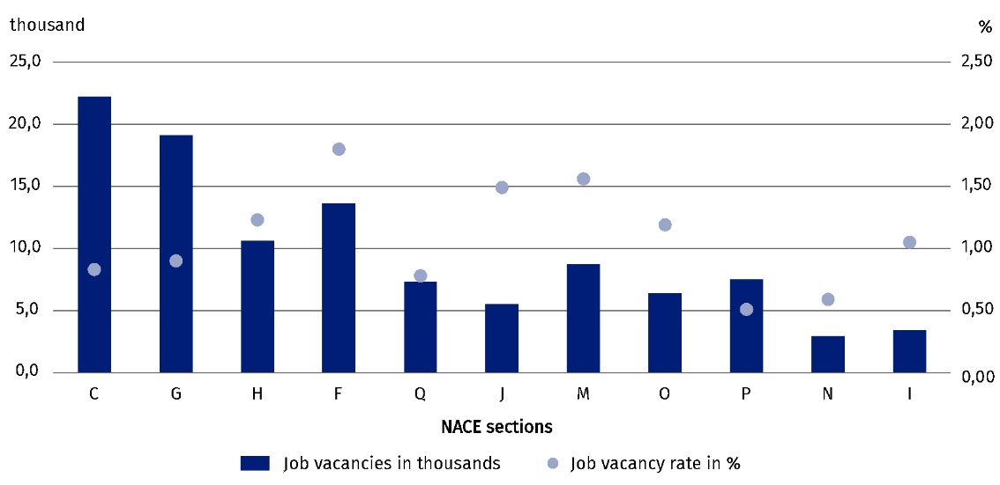 thousand %
25,0 2,50
20,0 2,00
15,0 1,50
10,0 1,00
5,0 0,50
0,0 0,00
C G H F Q J M O P N I
NACE sections
Job vacancies in thousands Job vacancy rate in %